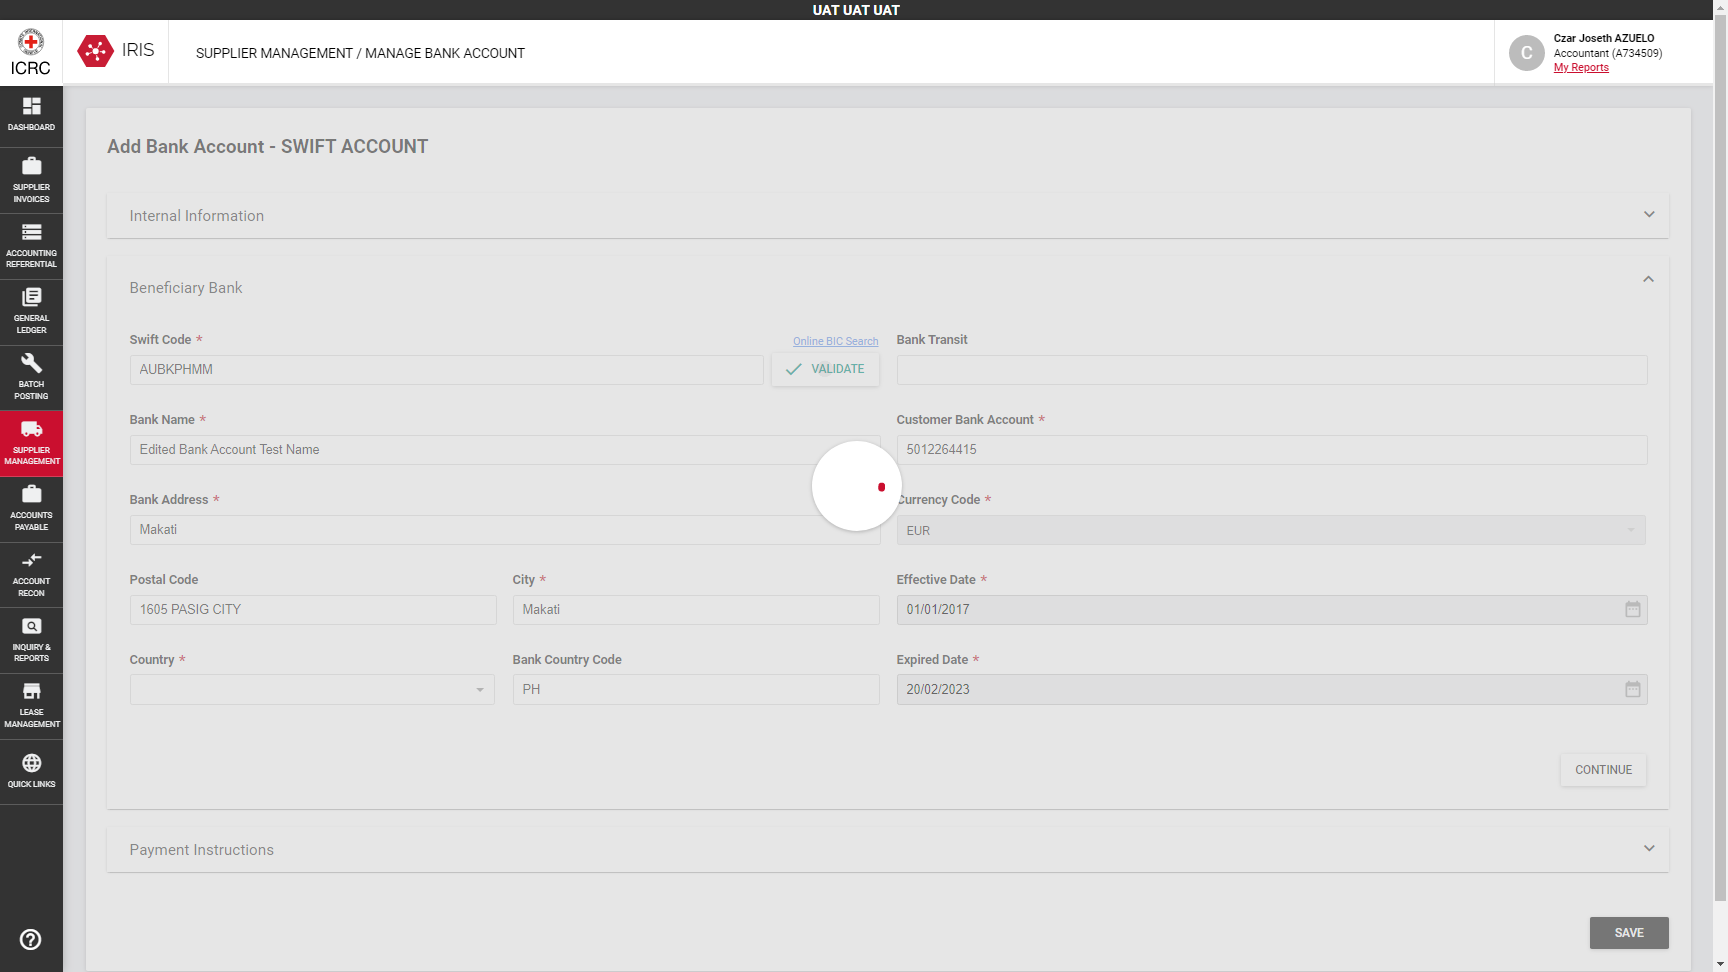 UAT UAT UAT
ICRC
IRIS
SUPPLIER MANAGEMENT / MANAGE BANK ACCOUNT
C
Czar Joseth AZUELO
Accountant (A734509)
My Reports
DASHBOARD
SUPPLIER
INVOICES
ACCOUNTING
REFERENTIAL
GENERAL
LEDGER
BATCH
POSTING
SUPPLIER
MANAGEMENT
ACCOUNTS
PAYABLE
ACCOUNT
RECON
INQUIRY &
REPORTS
LEASE
MANAGEMENT
QUICK LINKS
Add Bank Account - SWIFT ACCOUNT
Internal Information
Beneficiary Bank
Swift Code *
Online BIC Search
AUBKPHMM
VALIDATE
Bank Transit
Bank Name *
Edited Bank Account Test Name
Customer Bank Account *
5012264415
Bank Address *
Makati
Currency Code *
EUR
Postal Code
1605 PASIG CITY
City *
Makati
Effective Date *
01/01/2017
Country *
Bank Country Code
PH
Expired Date *
20/02/2023
CONTINUE
Payment Instructions
SAVE